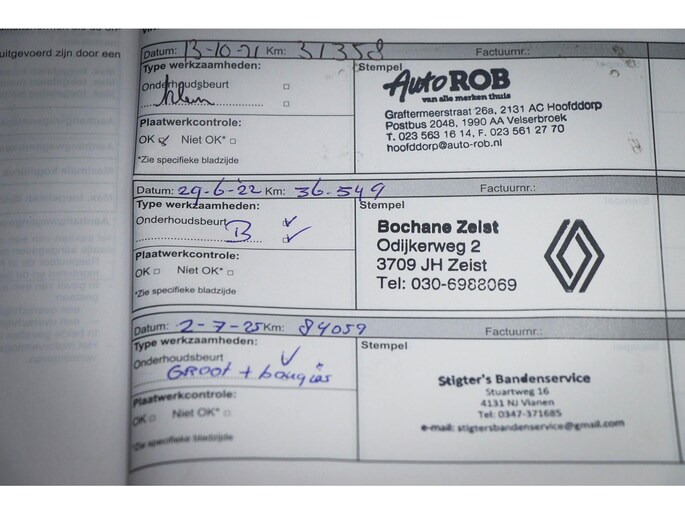 uitgevoerd zijn door een
Datum: 13-10-21 Km: 31358 Factuurnr.:
Type werkzaamheden: Stempel
Onderhoudsbeurt
klein
AutoROB
van alle merken thuis
Graftermeerstraat 26a, 2131 AC Hoofddorp
Postbus 2048, 1990 AA Velserbroek
T. 023 563 16 14, F. 023 561 27 70
hoofddorp@auto-rob.nl
Plaatwerkcontrole:
OK Niet OK*
*Zie specifieke bladzijde
Datum: 29-6-'22 Km: 36.549 Factuurnr.:
Type werkzaamheden: Stempel
Onderhoudsbeurt
B
Bochane Zeist
Odijkerweg 2
3709 JH Zeist
Tel: 030-6988069
Plaatwerkcontrole:
OK Niet OK*
*Zie specifieke bladzijde
Datum: 2-7-25 Km: 84059 Factuurnr.:
Type werkzaamheden: Stempel
Onderhoudsbeurt
GROOT + bougies
Stigter's Bandenservice
Stuartweg 16
4131 NJ Vianen
Tel: 0347-371685
e-mail: stigtersbandenservice@gmail.com
Plaatwerkcontrole:
OK Niet OK*
*Zie specifieke bladzijde